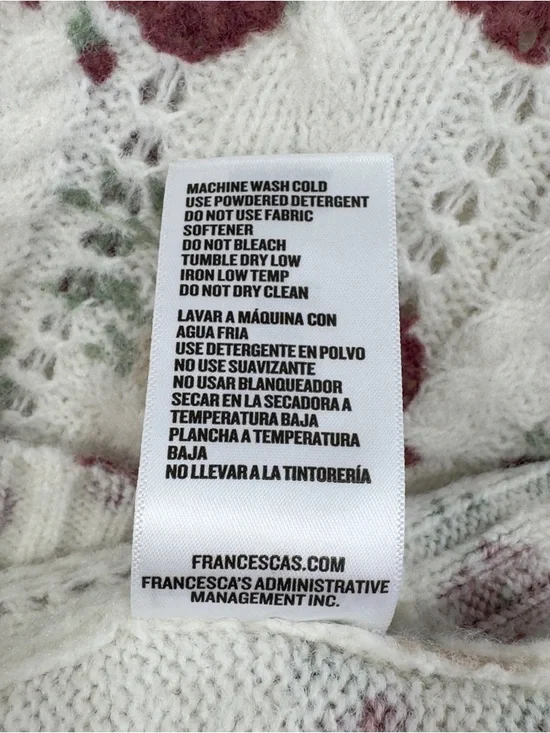 MACHINE WASH COLD
USE POWDERED DETERGENT
DO NOT USE FABRIC
SOFTENER
DO NOT BLEACH
TUMBLE DRY LOW
IRON LOW TEMP
DO NOT DRY CLEAN
LAVAR A MÁQUINA CON
AGUA FRIA
USE DETERGENTE EN POLVO
NO USE SUAVIZANTE
NO USAR BLANQUEADOR
SECAR EN LA SECADORA A
TEMPERATURA BAJA
PLANCHA A TEMPERATURA
BAJA
NO LLEVAR A LA TINTORERÍA
FRANCESCAS.COM
FRANCESCA'S ADMINISTRATIVE
MANAGEMENT INC.